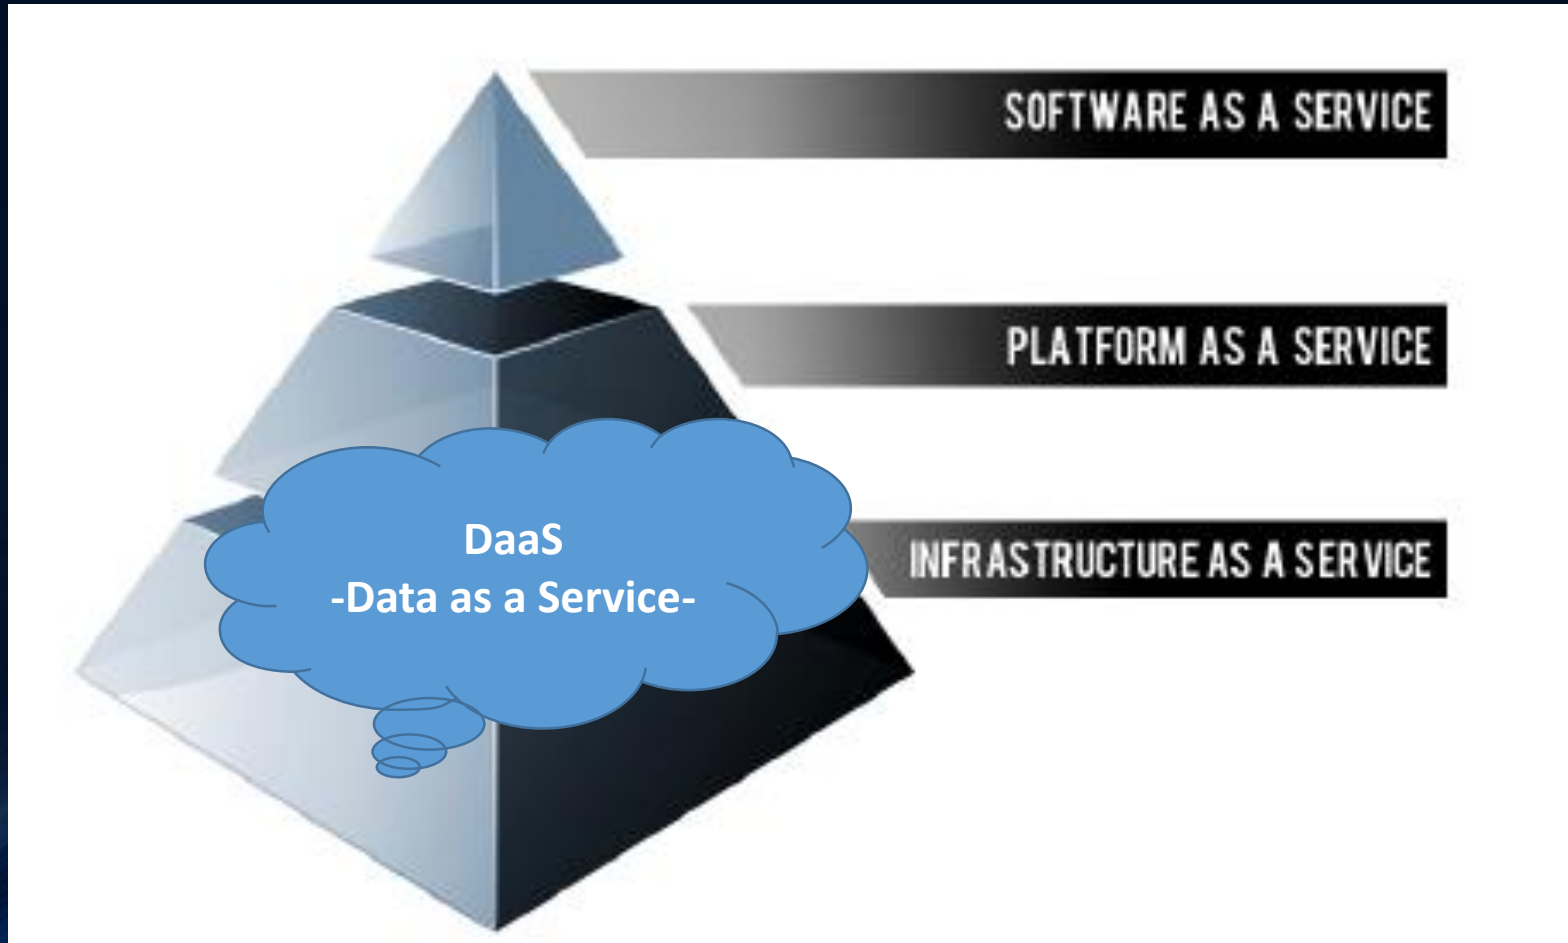 SOFTWARE AS A SERVICE
PLATFORM AS A SERVICE
DaaS
-Data as a Service-
INFRASTRUCTURE AS A SERVICE